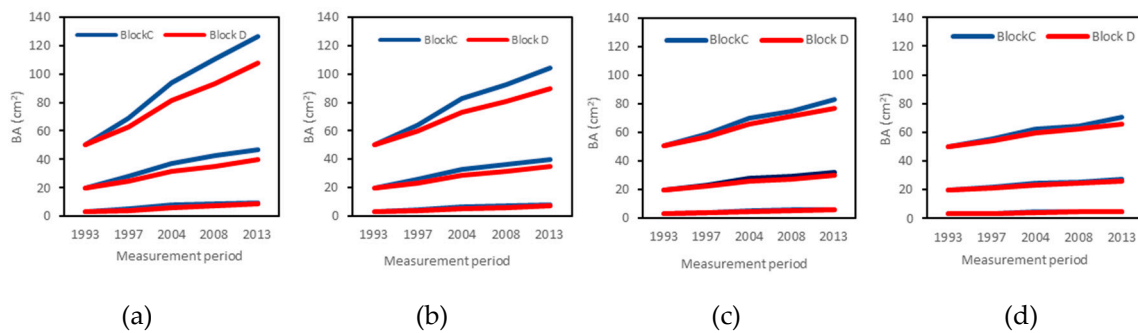 140
120
100
80
60
40
20
0
BA (cm²)
BlockC
Block D
1993 1997 2004 2008 2013
Measurement period
(a)
140
120
100
80
60
40
20
0
BA (cm²)
BlockC
Block D
1993 1997 2004 2008 2013
Measurement period
(b)
140
120
100
80
60
40
20
0
BA (cm²)
BlockC
Block D
1993 1997 2004 2008 2013
Measurement period
(c)
140
120
100
80
60
40
20
0
BA (cm²)
BlockC
Block D
1993 1997 2004 2008 2013
Measurement period
(d)